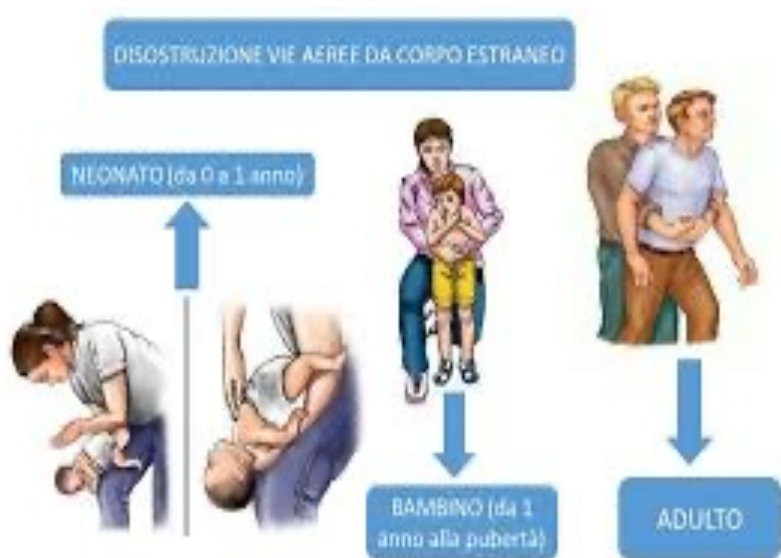 DISOSTRUZIONE VIE AEREE DA CORPO ESTRANEO
NEONATO (da 0 a 1 anno)
BAMBINO (da 1
anno alla pubertà)
ADULTO